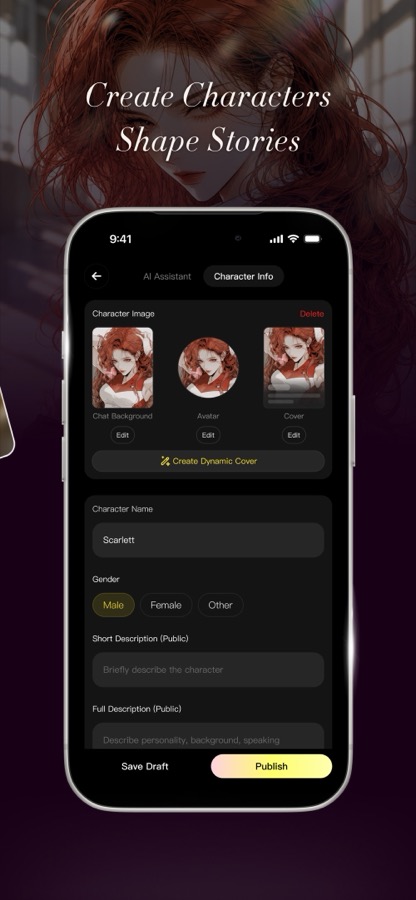 Create Characters
Shape Stories
9:41
AI Assistant
Character Info
Character Image
Delete
Chat Background
Avatar
Cover
Edit
Edit
Edit
Create Dynamic Cover
Character Name
Scarlett
Gender
Male
Female
Other
Short Description (Public)
Briefly describe the character
Full Description (Public)
Describe personality, background, speaking
Save Draft
Publish